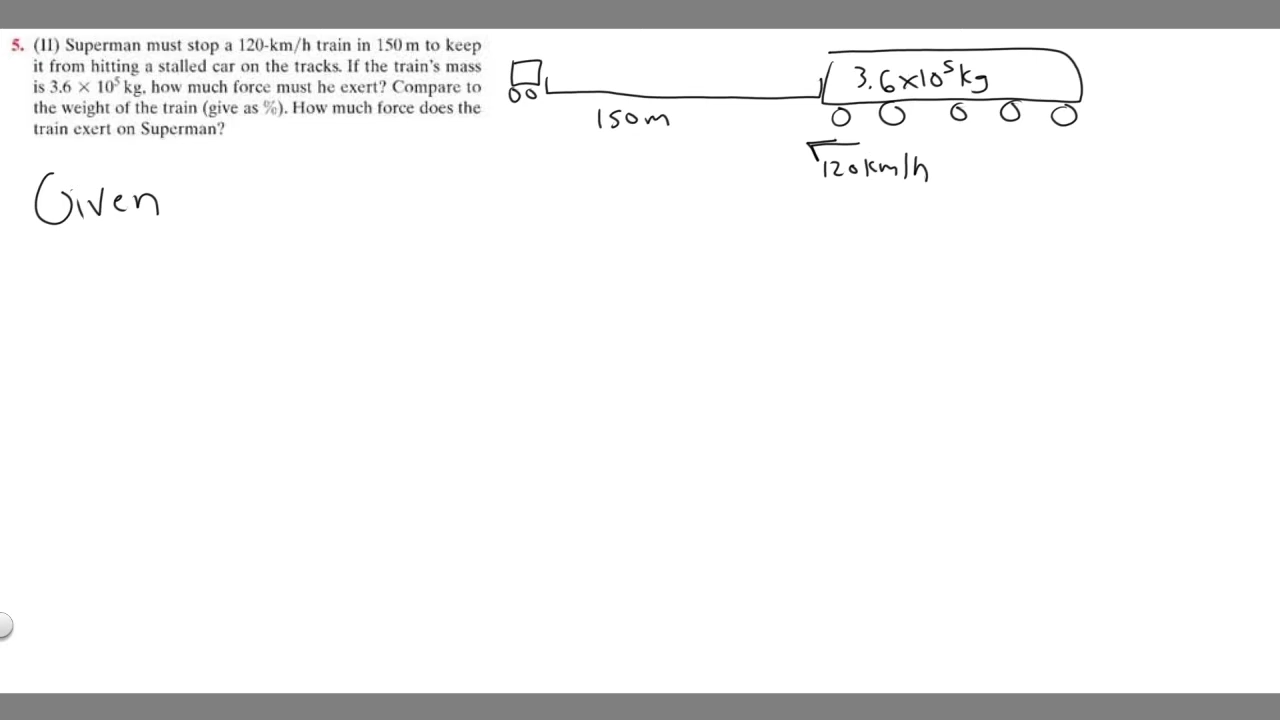 5. (II) Superman must stop a 120-km/h train in 150 m to keep
it from hitting a stalled car on the tracks. If the train's mass
is 3.6 × 10⁵ kg, how much force must he exert? Compare to
the weight of the train (give as %). How much force does the
train exert on Superman?
3.6×10⁵kg
150m
120km/h
Given